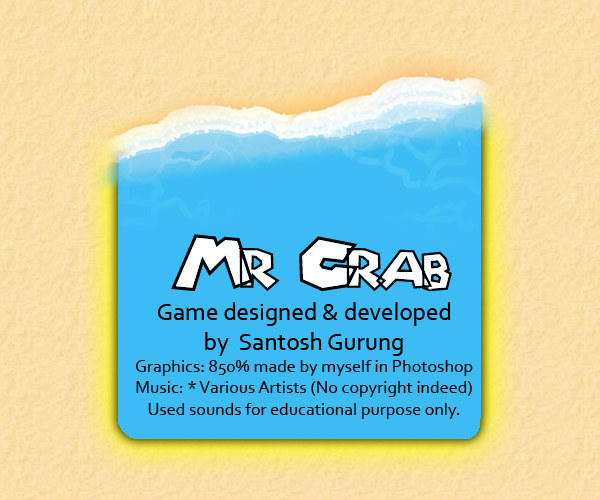 Mr Crab
Game designed & developed
by Santosh Gurung
Graphics: 850% made by myself in Photoshop
Music: * Various Artists (No copyright indeed)
Used sounds for educational purpose only.